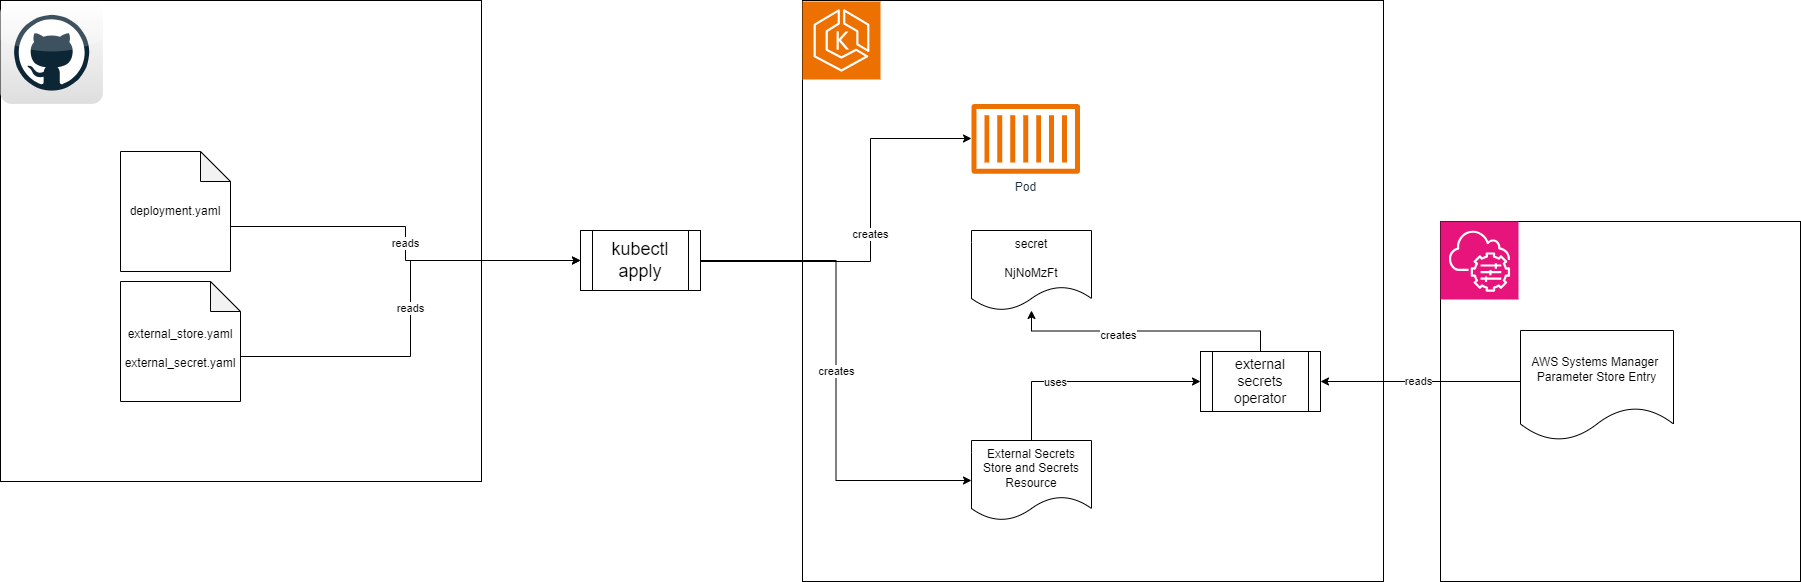 deployment.yaml
reads
external_store.yaml
external_secret.yaml
reads
kubectl
apply
K
creates
Pod
secret
NjNoMzFt
creates
creates
uses
external
secrets
operator
External Secrets
Store and Secrets
Resource
reads
AWS Systems Manager
Parameter Store Entry